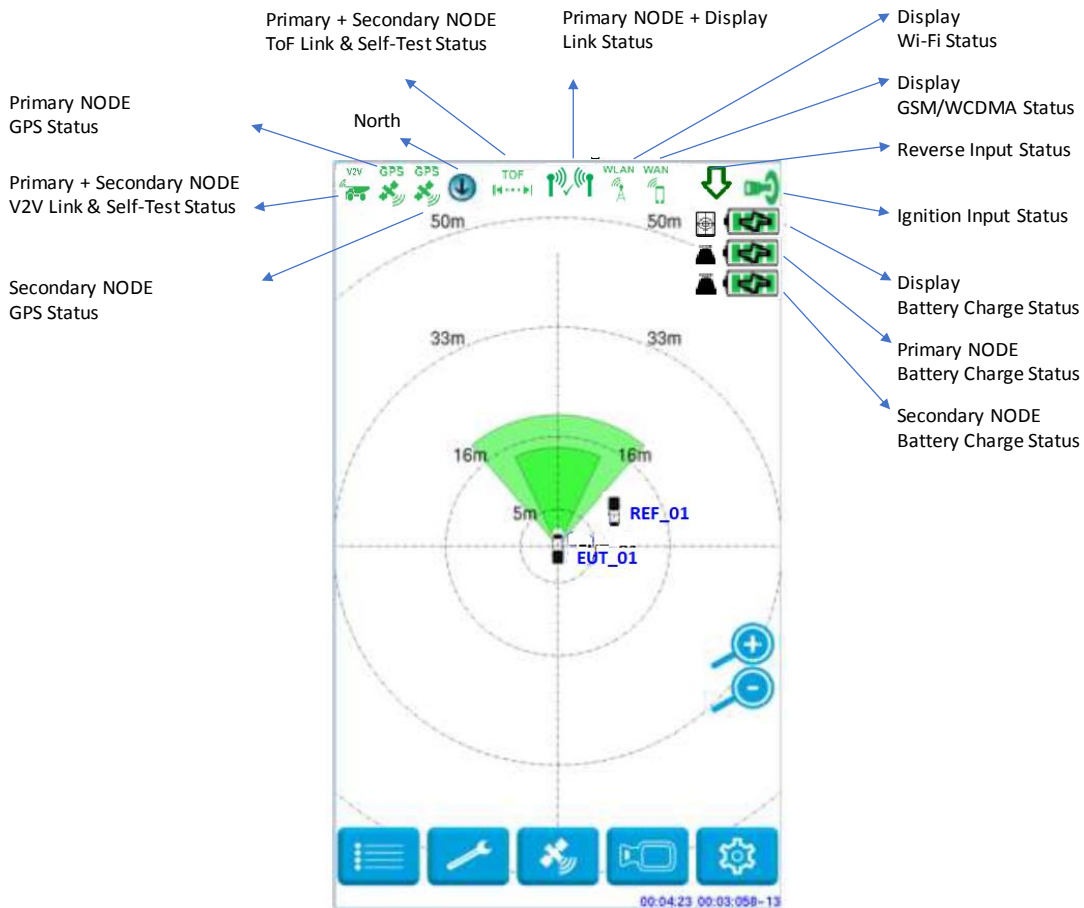 Primary + Secondary NODE
ToF Link & Self-Test Status
Primary NODE + Display
Link Status
Display
Wi-Fi Status
Display
GSM/WCDMA Status
Primary NODE
GPS Status
North
Reverse Input Status
Primary + Secondary NODE
V2V Link & Self-Test Status
Ignition Input Status
Secondary NODE
GPS Status
Display
Battery Charge Status
Primary NODE
Battery Charge Status
Secondary NODE
Battery Charge Status
V2V GPS GPS TOF WLAN WAN
50m 50m
33m 33m
16m 16m
5m
REF_01
EUT_01
00:04:23 00:03:058-13